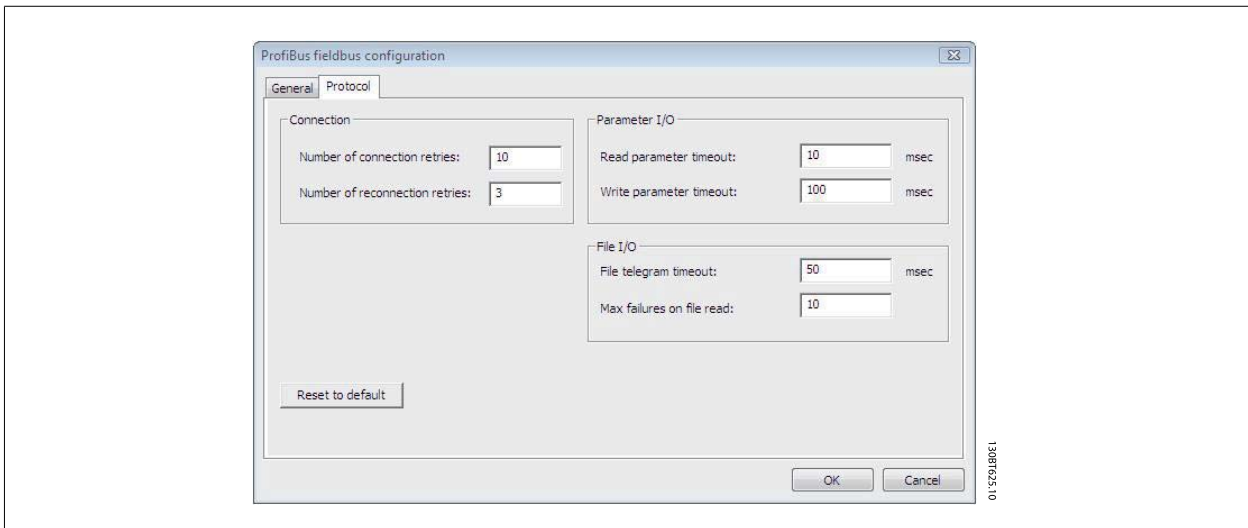 ProfiBus fieldbus configuration
General
Protocol
Connection
Number of connection retries: 10
Number of reconnection retries: 3
Parameter I/O
Read parameter timeout: 10 msec
Write parameter timeout: 100 msec
File I/O
File telegram timeout: 50 msec
Max failures on file read: 10
Reset to default
OK
Cancel
130BT625.10